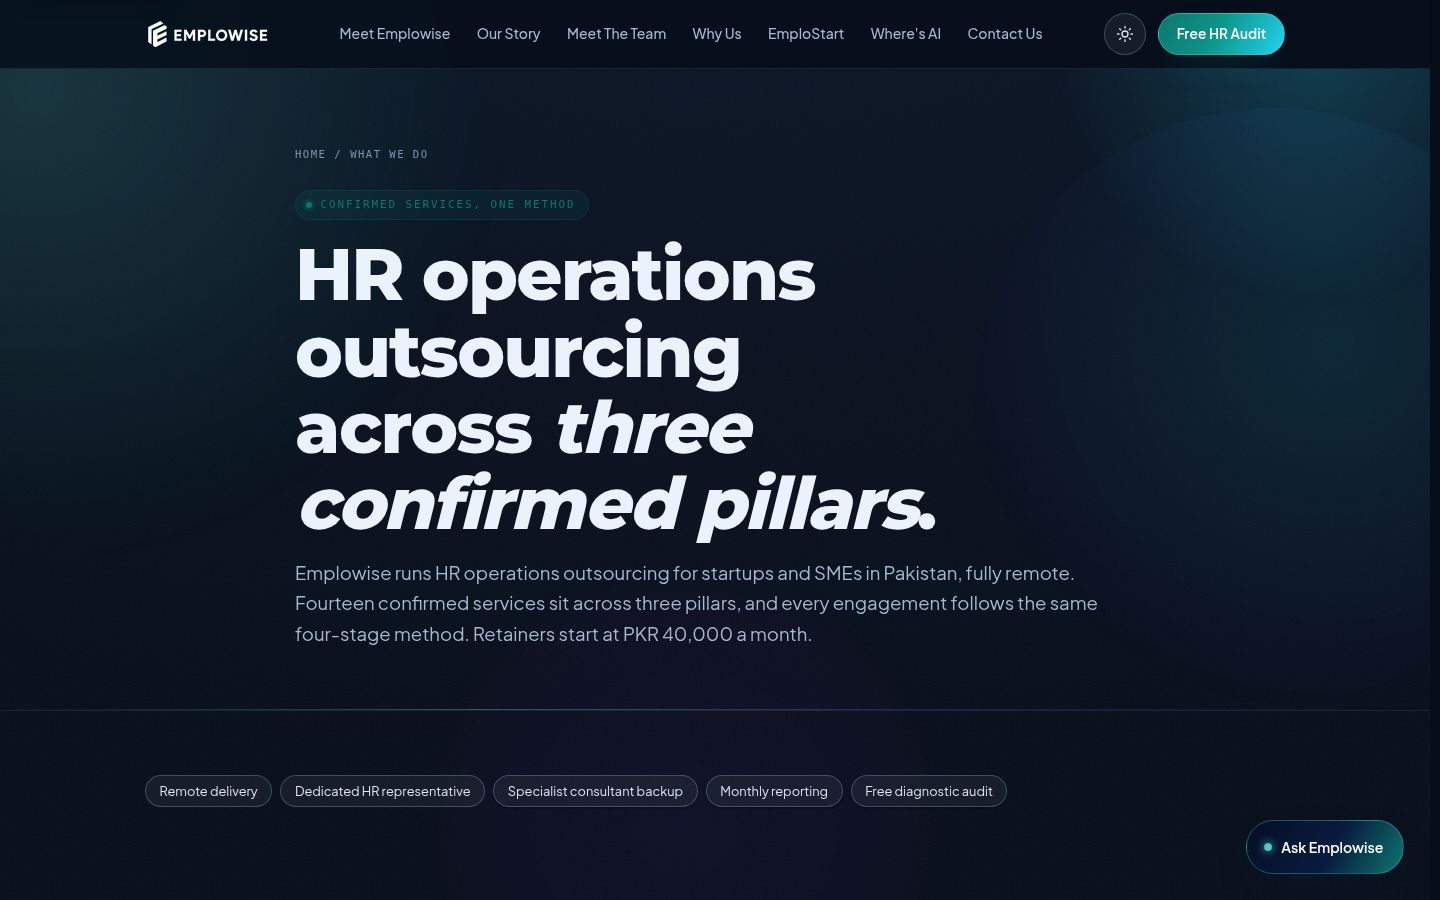 EMPLOWISE
Meet Emplowise
Our Story
Meet The Team
Why Us
EmploStart
Where's AI
Contact Us
Free HR Audit
HOME / WHAT WE DO
CONFIRMED SERVICES, ONE METHOD
HR operations
outsourcing
across three
confirmed pillars.
Emplowise runs HR operations outsourcing for startups and SMEs in Pakistan, fully remote.
Fourteen confirmed services sit across three pillars, and every engagement follows the same
four-stage method. Retainers start at PKR 40,000 a month.
Remote delivery
Dedicated HR representative
Specialist consultant backup
Monthly reporting
Free diagnostic audit
Ask Emplowise